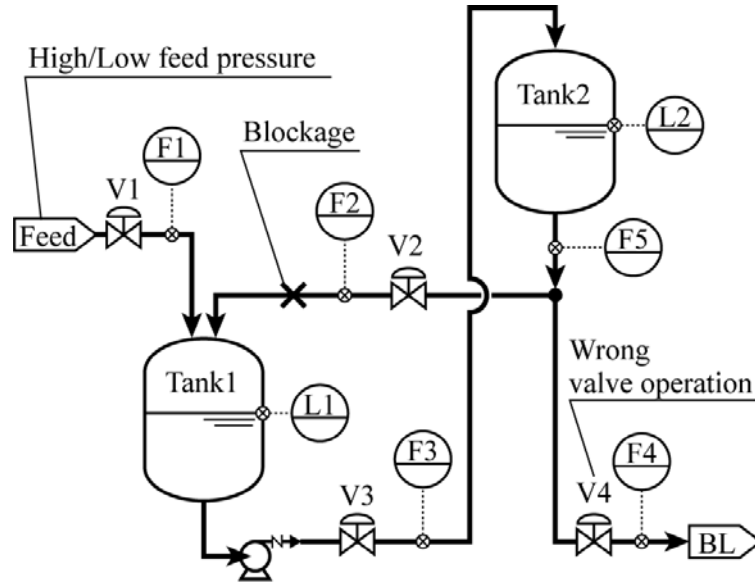 High/Low feed pressure
Tank2
L2
Blockage
F1
V1
F2
Feed
V2
F5
Wrong
valve operation
Tank1
L1
F3
F4
V3
V4
BL